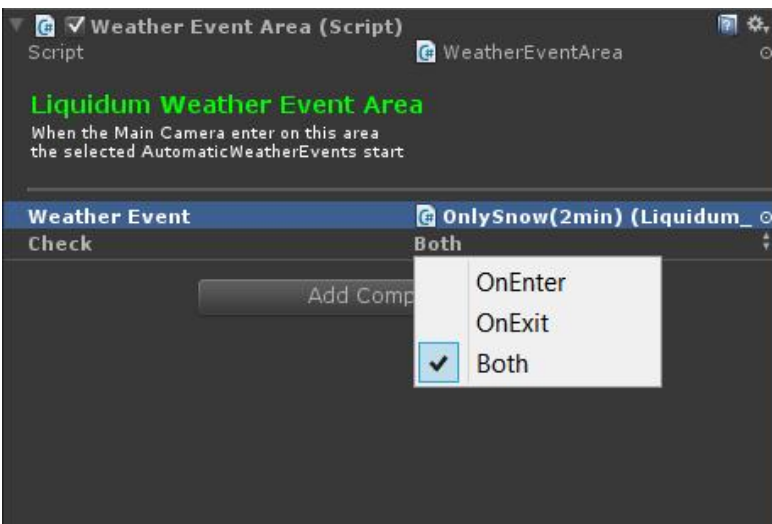 Weather Event Area (Script)
Script WeatherEventArea
Liquidum Weather Event Area
When the Main Camera enter on this area
the selected AutomaticWeatherEvents start
Weather Event OnlySnow(2min) (Liquidum_
Check Both
Add Comp
OnEnter
OnExit
Both